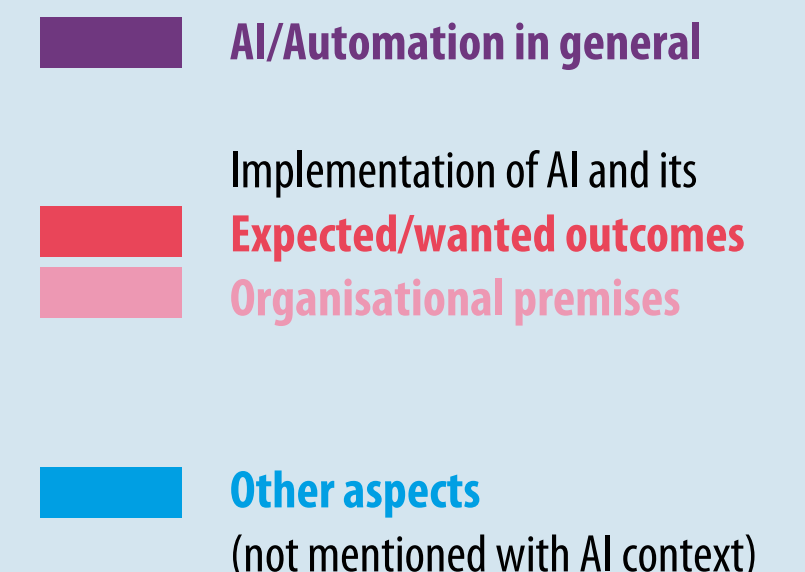 AI/Automation in general
Implementation of AI and its
Expected/wanted outcomes
Organisational premises
Other aspects
(not mentioned with AI context)